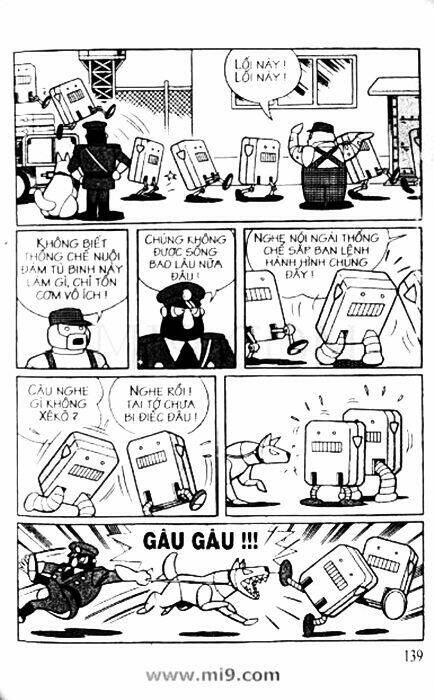 LỐI NÀY !
LỐI NÀY !
KHÔNG BIẾT
THỐNG CHẾ NUÔI
ĐÁM TÙ BINH NÀY
LÀM GÌ, CHỈ TỐN
CƠM VÔ ÍCH !
CHÚNG KHÔNG
ĐƯỢC SỐNG
BAO LÂU NỮA
ĐÂU !
NGHE NÓI NGÀI THỐNG
CHẾ SẮP BAN LỆNH
HÀNH HÌNH CHÚNG
ĐẤY !
CẬU NGHE
GÌ KHÔNG
XÊKÔ ?
NGHE RỒI !
TAI TỚ CHƯA
BỊ ĐIẾC ĐÂU !
GÂU GÂU !!!
139
www.mi9.com